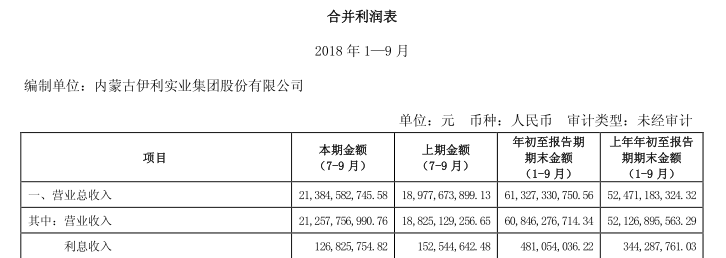 合并利润表
2018 年 1—9 月
编制单位：内蒙古伊利实业集团股份有限公司
单位：元 币种：人民币 审计类型：未经审计
项目 本期金额（7-9 月） 上期金额（7-9 月） 年初至报告期期末金额（1-9 月） 上年年初至报告期期末金额（1-9 月）
一、营业总收入 21,384,582,745.58 18,977,673,899.13 61,327,330,750.56 52,471,183,324.32
其中：营业收入 21,257,756,990.76 18,825,129,256.65 60,846,276,714.34 52,126,895,563.29
利息收入 126,825,754.82 152,544,642.48 481,054,036.22 344,287,761.03